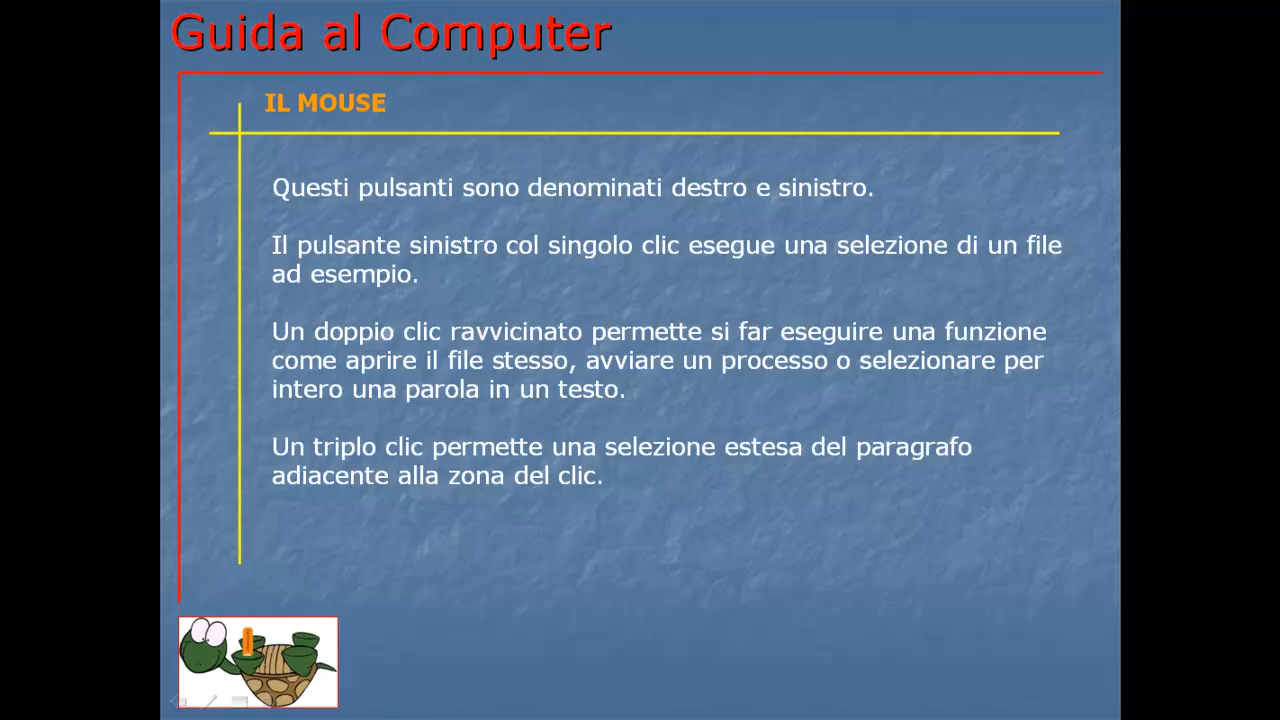 Guida al Computer
IL MOUSE
Questi pulsanti sono denominati destro e sinistro.
Il pulsante sinistro col singolo clic esegue una selezione di un file
ad esempio.
Un doppio clic ravvicinato permette si far eseguire una funzione
come aprire il file stesso, avviare un processo o selezionare per
intero una parola in un testo.
Un triplo clic permette una selezione estesa del paragrafo
adiacente alla zona del clic.